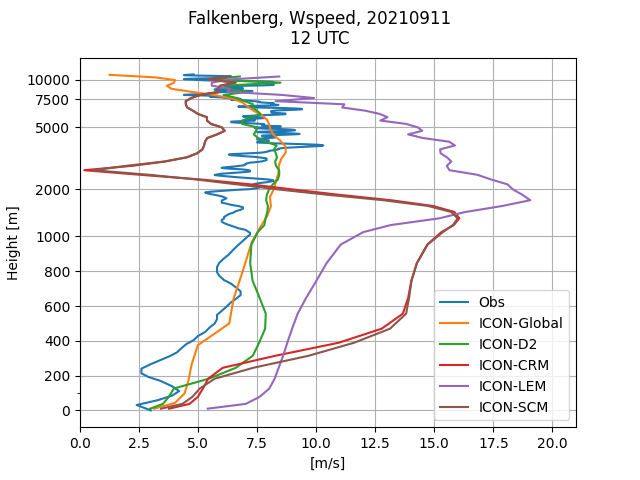 Falkenberg, Wspeed, 20210911
12 UTC
Height [m]
10000
7500
5000
2000
1000
800
600
400
200
0
0.0 2.5 5.0 7.5 10.0 12.5 15.0 17.5 20.0
[m/s]
Obs
ICON-Global
ICON-D2
ICON-CRM
ICON-LEM
ICON-SCM